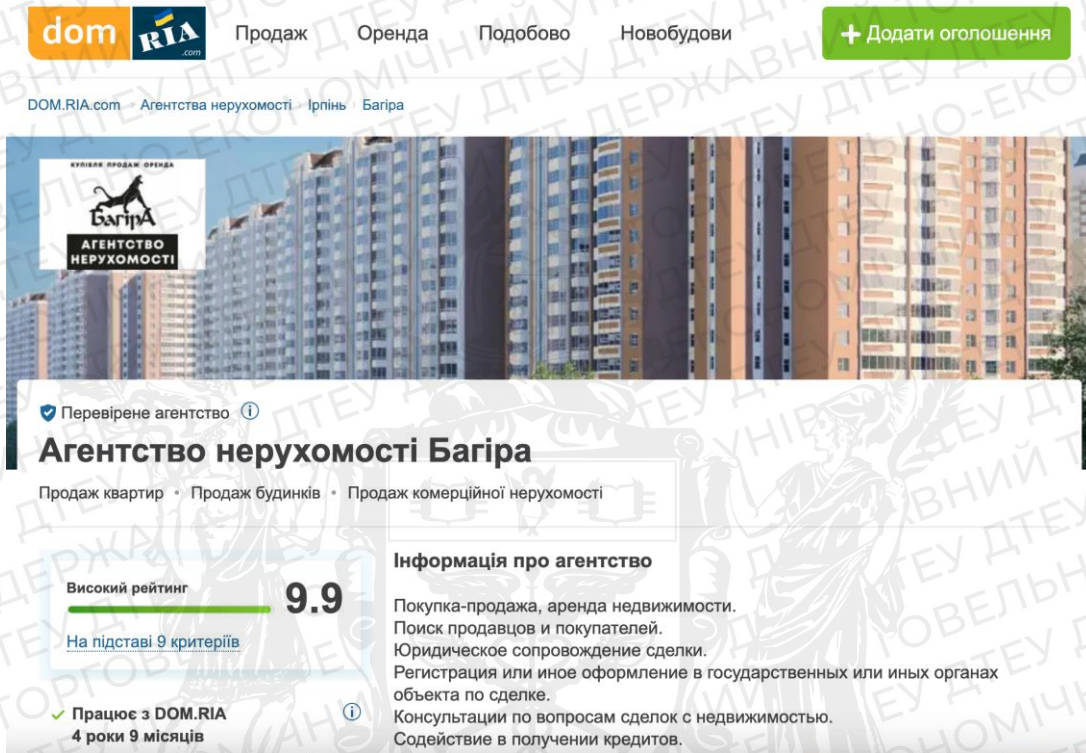 dom RIA .com Продаж Оренда Подобово Новобудови + Додати оголошення
DOM.RIA.com Агентства нерухомості Ірпінь Багіра
КУПІВЛЯ ПРОДАЖ ОРЕНДА
БагірА
АГЕНТСТВО
НЕРУХОМОСТІ
Перевірене агентство
Агентство нерухомості Багіра
Продаж квартир • Продаж будинків • Продаж комерційної нерухомості
Високий рейтинг 9.9
На підставі 9 критеріїв
Працює з DOM.RIA
4 роки 9 місяців
Інформація про агентство
Покупка-продажа, аренда недвижимости.
Поиск продавцов и покупателей.
Юридическое сопровождение сделки.
Регистрация или иное оформление в государственных или иных органах
объекта по сделке.
Консультации по вопросам сделок с недвижимостью.
Содействие в получении кредитов.